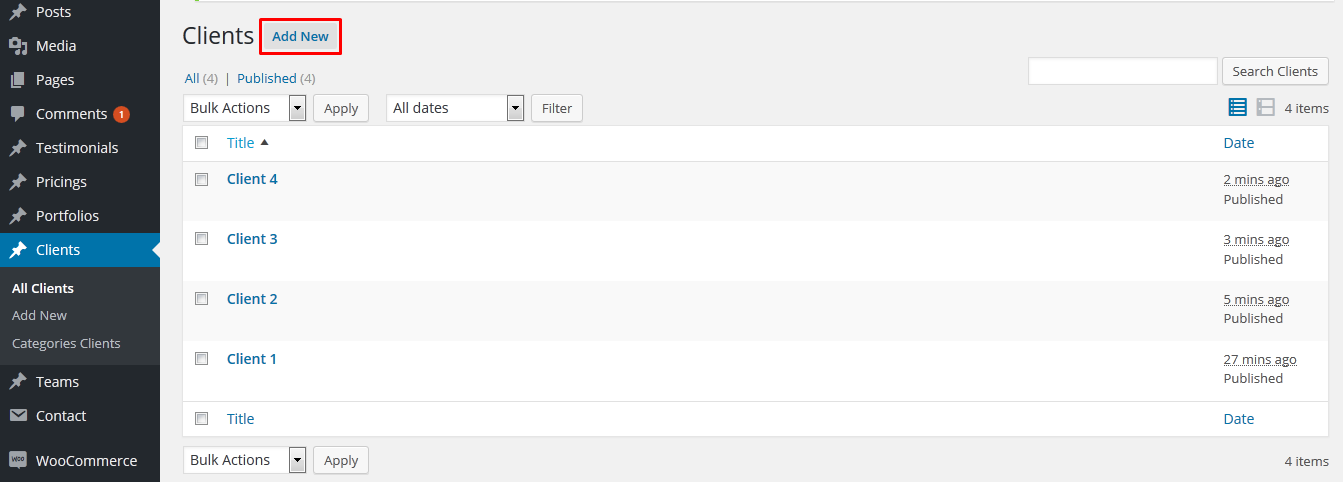 Posts
Media
Pages
Comments 1
Testimonials
Pricings
Portfolios
Clients
All Clients
Add New
Categories Clients
Teams
Contact
WooCommerce
Clients Add New
All (4) | Published (4)
Search Clients
Bulk Actions Apply All dates Filter 4 items
Title Date
Client 4 2 mins ago
Published
Client 3 3 mins ago
Published
Client 2 5 mins ago
Published
Client 1 27 mins ago
Published
Title Date
Bulk Actions Apply 4 items